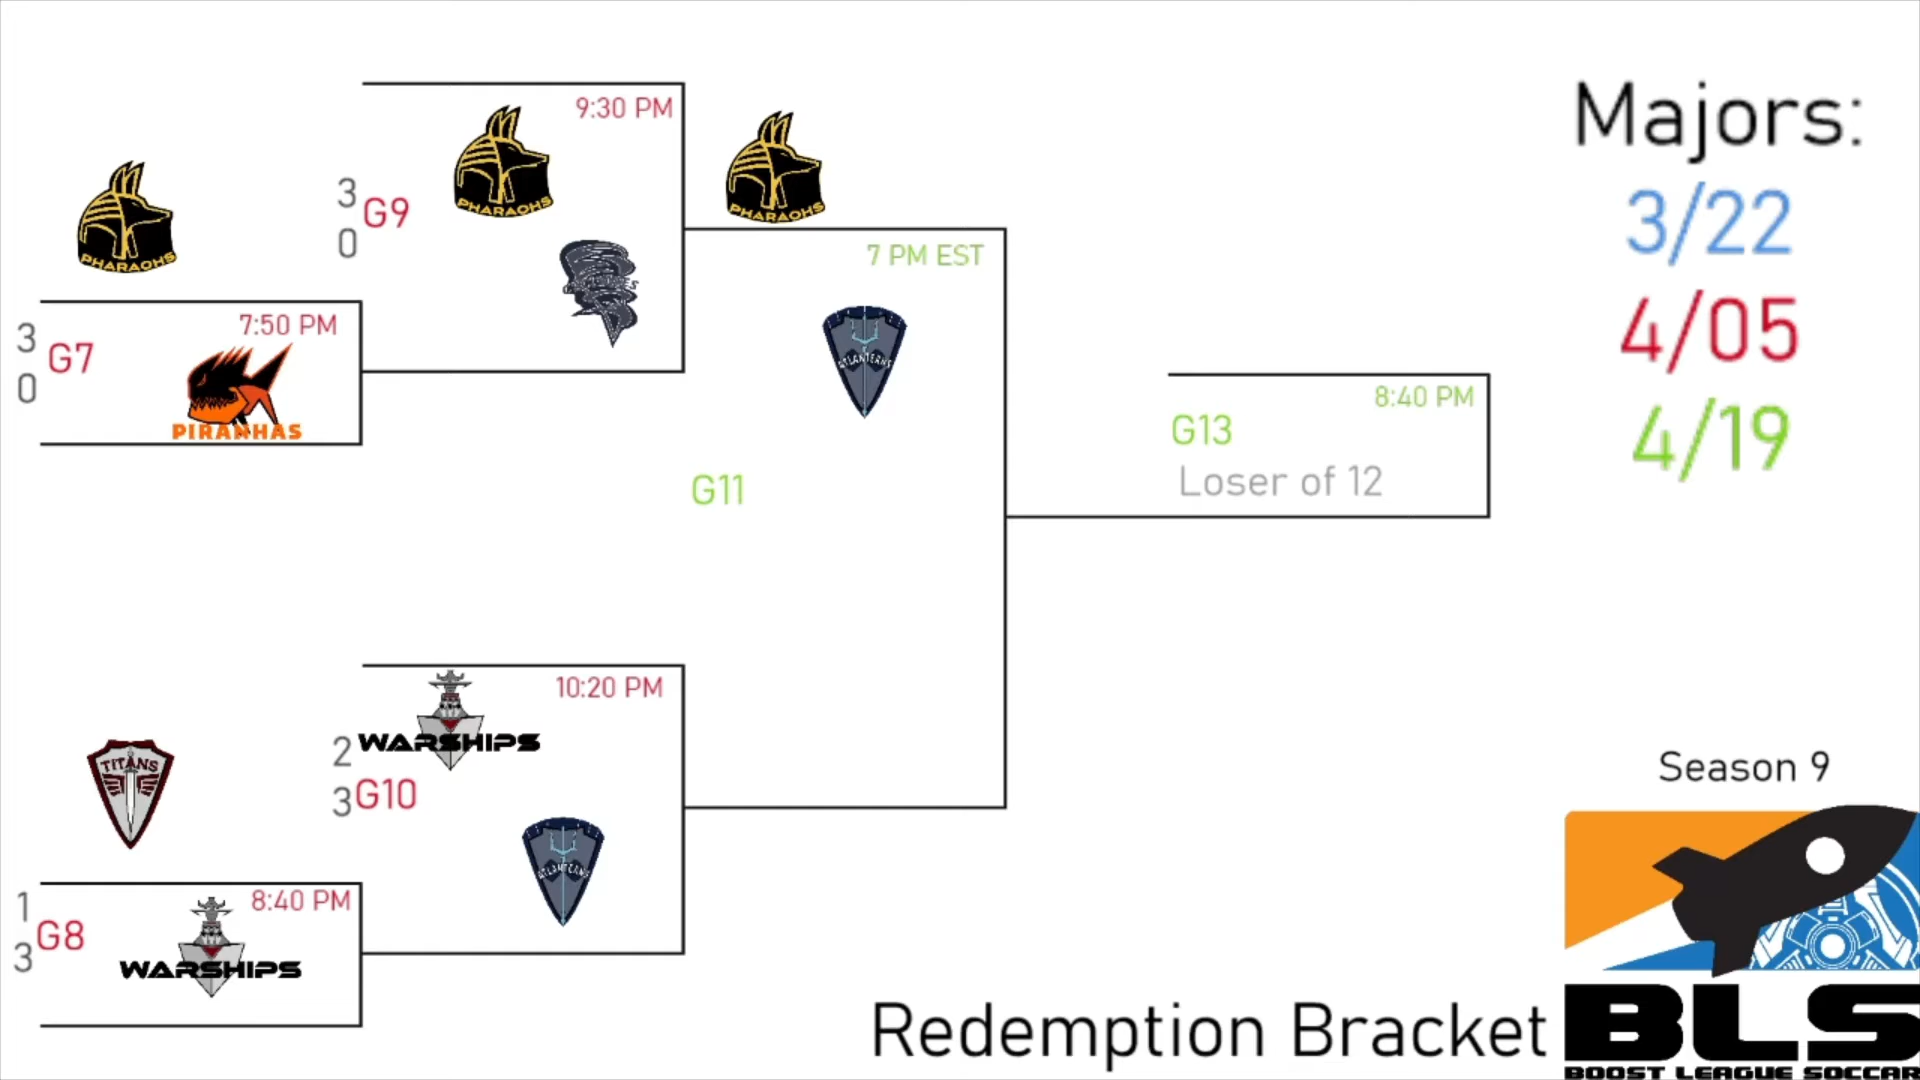 Majors:
3/22
4/05
4/19
9:30 PM
PHARAOHS
3
G9
0
PHARAOHS
7 PM EST
ATLANTEANS
PHARAOHS
7:50 PM
3
G7
0
PIRANHAS
8:40 PM
G13
Loser of 12
G11
10:20 PM
WARSHIPS
2
3
G10
ATLANTEANS
TITANS
8:40 PM
1
G8
3
WARSHIPS
Season 9
Redemption Bracket
BLS
BOOST LEAGUE SOCCAR